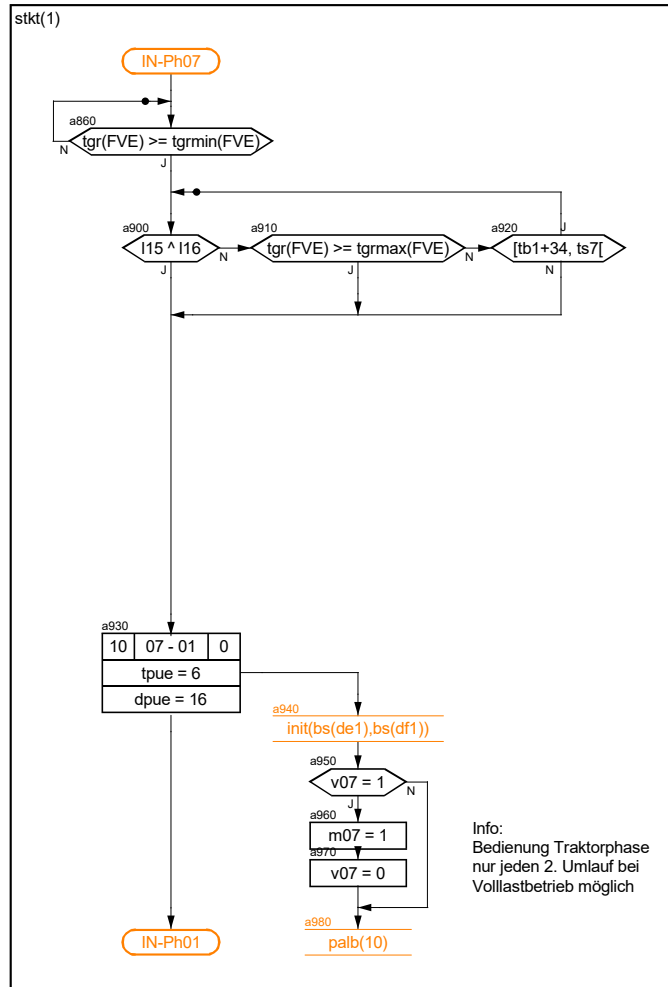 stkt(1)
IN-Ph07
a860
tgr(FVE) >= tgrmin(FVE)
N
J
a900
I15 ^ I16
N
J
a910
tgr(FVE) >= tgrmax(FVE)
N
J
a920
[tb1+34, ts7[
J
N
a930
10 07 - 01 0
tpue = 6
dpue = 16
a940
init(bs(de1),bs(df1))
a950
v07 = 1
N
J
a960
m07 = 1
a970
v07 = 0
Info:
Bedienung Traktorphase
nur jeden 2. Umlauf bei
Volllastbetrieb möglich
a980
palb(10)
IN-Ph01